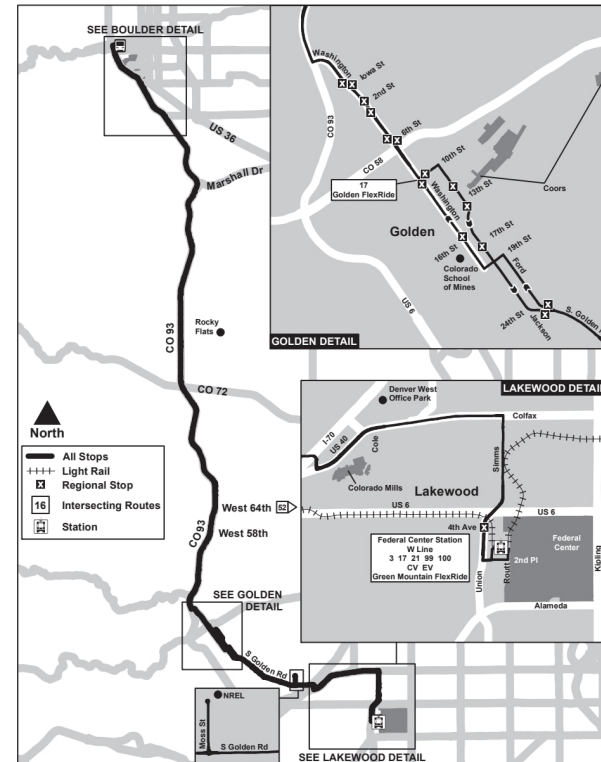 SEE BOULDER DETAIL
US 36
Marshall Dr
CO 93
Rocky
Flats
CO 72
North
All Stops
Light Rail
X
Regional Stop
16
Intersecting Routes
Station
West 64th
52
West 58th
CO 93
SEE GOLDEN
DETAIL
S Golden Rd
NREL
Moss St
S Golden Rd
SEE LAKEWOOD DETAIL
Washington
Iowa St
2nd St
CO 93
6th St
CO 58
10th St
17
Golden FlexRide
Washington
13th St
Coors
Golden
17th St
16th St
19th St
Colorado
School
of Mines
Ford
US 6
24th St
Jackson
S. Golden
GOLDEN DETAIL
LAKEWOOD DETAIL
Denver West
Office Park
Colfax
I-70
US 40
Cole
Simms
Colorado Mills
Lakewood
US 6
US 6
4th Ave
Federal Center Station
W Line
3 17 21 99 100
CV EV
Green Mountain FlexRide
Federal
Center
2nd Pl
Union
Routt
Kipling
Alameda